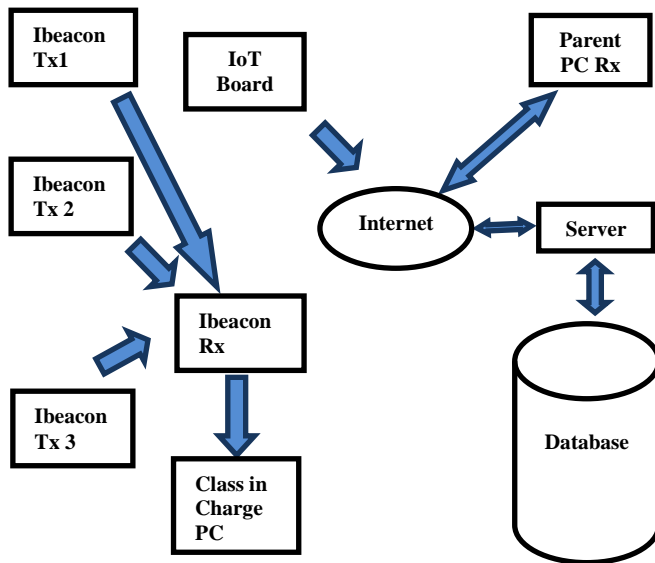 Ibeacon
Tx1
IoT
Board
Parent
PC Rx
Ibeacon
Tx 2
Internet
Server
Ibeacon
Rx
Ibeacon
Tx 3
Database
Class in
Charge
PC